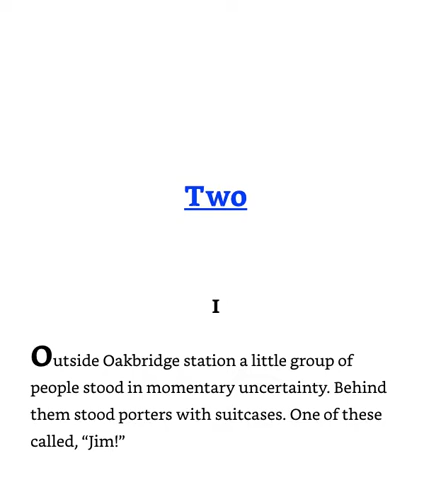 Two
I
Outside Oakbridge station a little group of
people stood in momentary uncertainty. Behind
them stood porters with suitcases. One of these
called, “Jim!”